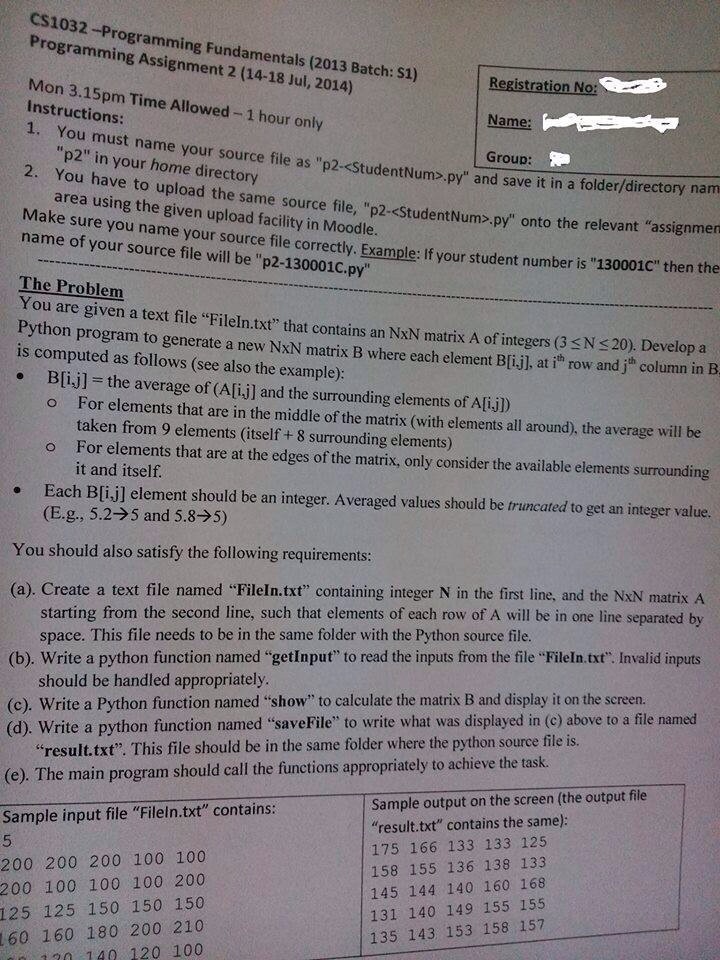 CS1032 –Programming Fundamentals (2013 Batch: S1)
Programming Assignment 2 (14-18 Jul, 2014)
Registration No:
Mon 3.15pm Time Allowed – 1 hour only
Name:
Instructions:
Group:
1. You must name your source file as "p2-<StudentNum>.py" and save it in a folder/directory nam
"p2" in your home directory
2. You have to upload the same source file, "p2-<StudentNum>.py" onto the relevant "assignmen
area using the given upload facility in Moodle.
Make sure you name your source file correctly. Example: If your student number is "130001C" then the
name of your source file will be "p2-130001C.py"
The Problem
You are given a text file “FileIn.txt” that contains an NxN matrix A of integers (3 ≤ N ≤ 20). Develop a
Python program to generate a new NxN matrix B where each element B[i,j], at ith row and jth column in B
is computed as follows (see also the example):
• B[i,j] = the average of (A[i,j] and the surrounding elements of A[i,j])
o For elements that are in the middle of the matrix (with elements all around), the average will be
taken from 9 elements (itself + 8 surrounding elements)
o For elements that are at the edges of the matrix, only consider the available elements surrounding
it and itself.
• Each B[i,j] element should be an integer. Averaged values should be truncated to get an integer value.
(E.g., 5.2→5 and 5.8→5)
You should also satisfy the following requirements:
(a). Create a text file named “FileIn.txt” containing integer N in the first line, and the NxN matrix A
starting from the second line, such that elements of each row of A will be in one line separated by
space. This file needs to be in the same folder with the Python source file.
(b). Write a python function named “getInput” to read the inputs from the file “FileIn.txt”. Invalid inputs
should be handled appropriately.
(c). Write a Python function named “show” to calculate the matrix B and display it on the screen.
(d). Write a python function named “saveFile” to write what was displayed in (c) above to a file named
“result.txt”. This file should be in the same folder where the python source file is.
(e). The main program should call the functions appropriately to achieve the task.
Sample input file “FileIn.txt” contains:
5
200 200 200 100 100
200 100 100 100 200
125 125 150 150 150
160 160 180 200 210
120 140 120 100
Sample output on the screen (the output file
“result.txt” contains the same):
175 166 133 133 125
158 155 136 138 133
145 144 140 160 168
131 140 149 155 155
135 143 153 158 157